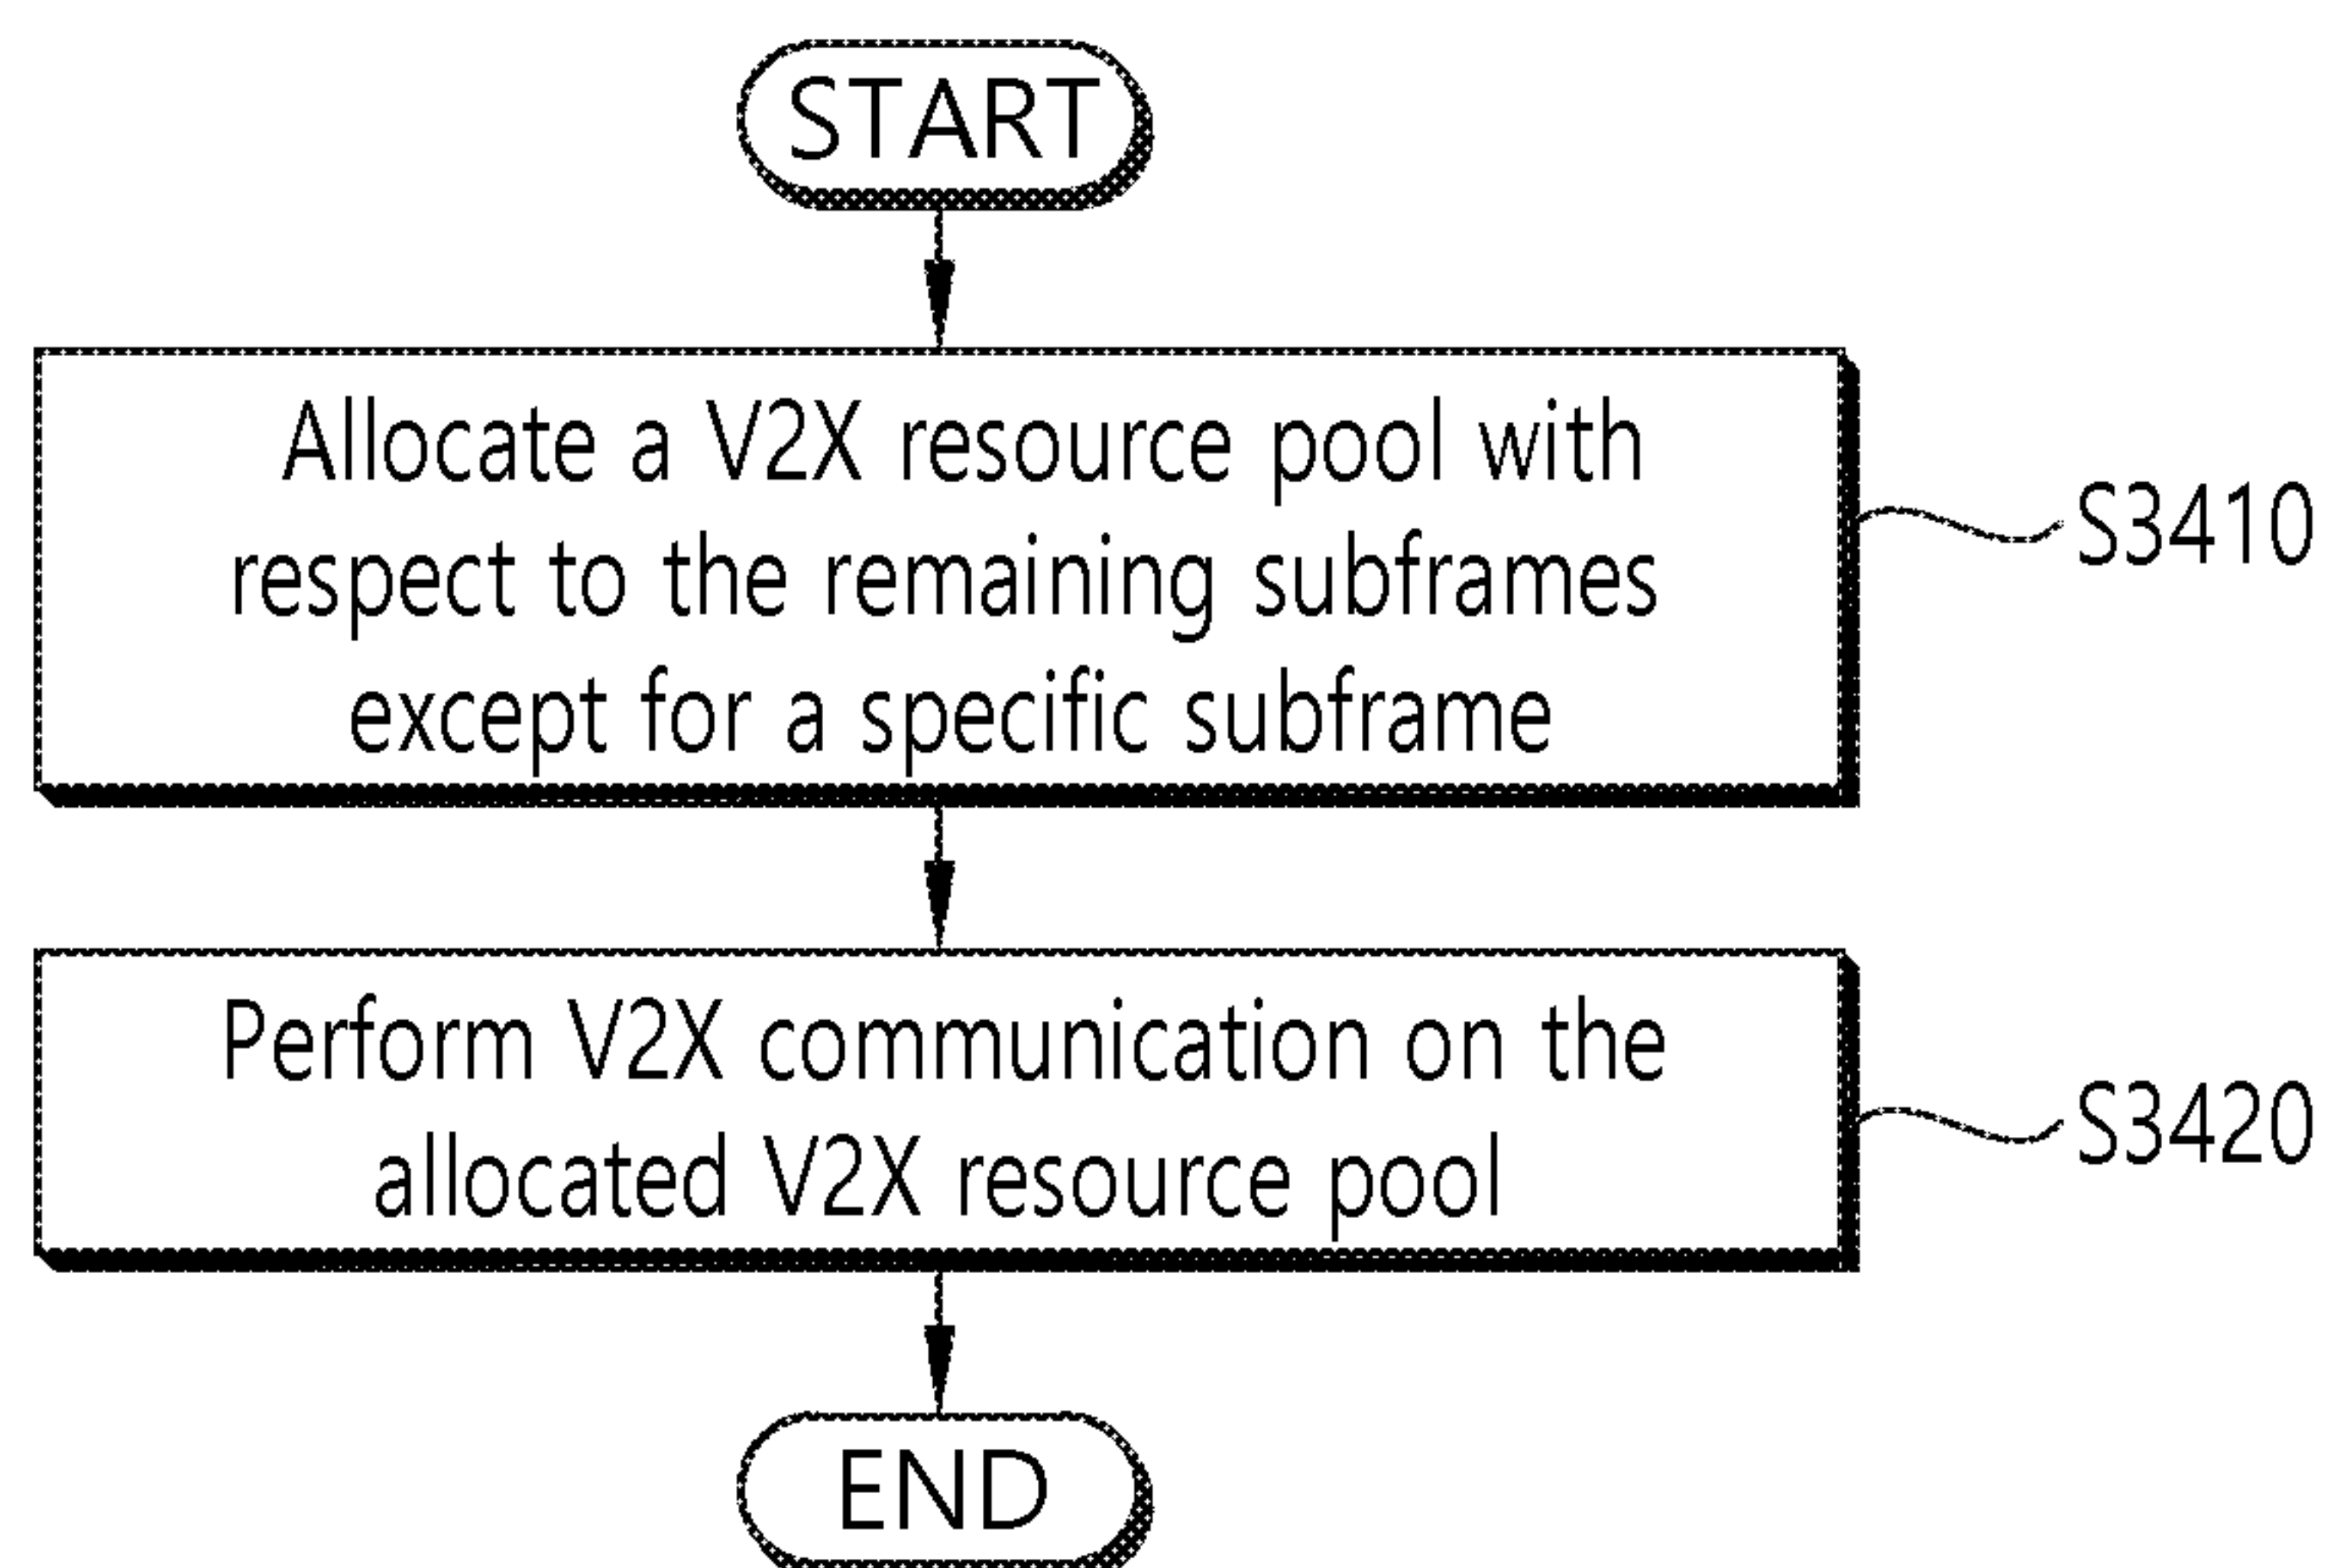 START
Allocate a V2X resource pool with
respect to the remaining subframes
except for a specific subframe
S3410
Perform V2X communication on the
allocated V2X resource pool
S3420
END